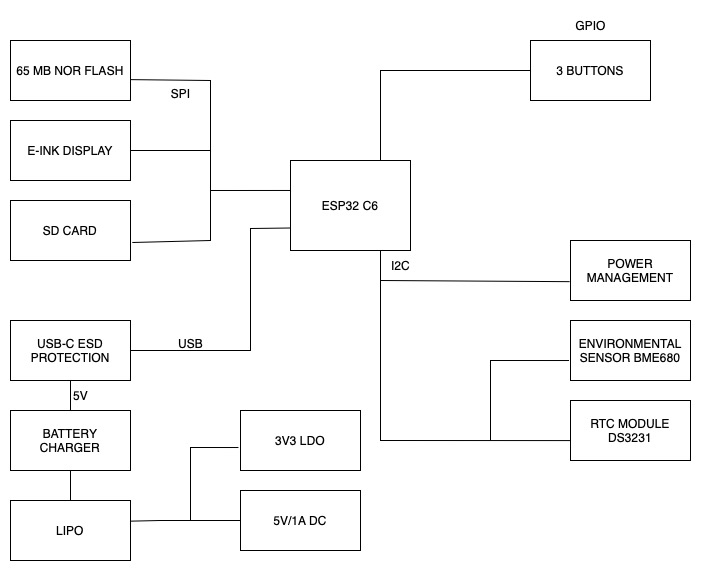 GPIO
65 MB NOR FLASH
3 BUTTONS
SPI
E-INK DISPLAY
ESP32 C6
SD CARD
I2C
POWER
MANAGEMENT
USB-C ESD
PROTECTION
USB
ENVIRONMENTAL
SENSOR BME680
5V
BATTERY
CHARGER
3V3 LDO
RTC MODULE
DS3231
LIPO
5V/1A DC